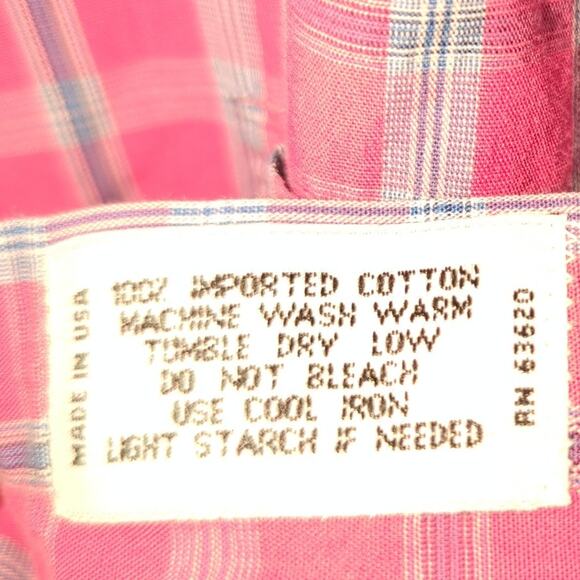 MADE IN USA
100% IMPORTED COTTON
MACHINE WASH WARM
TUMBLE DRY LOW
DO NOT BLEACH
USE COOL IRON
LIGHT STARCH IF NEEDED
RN 63620